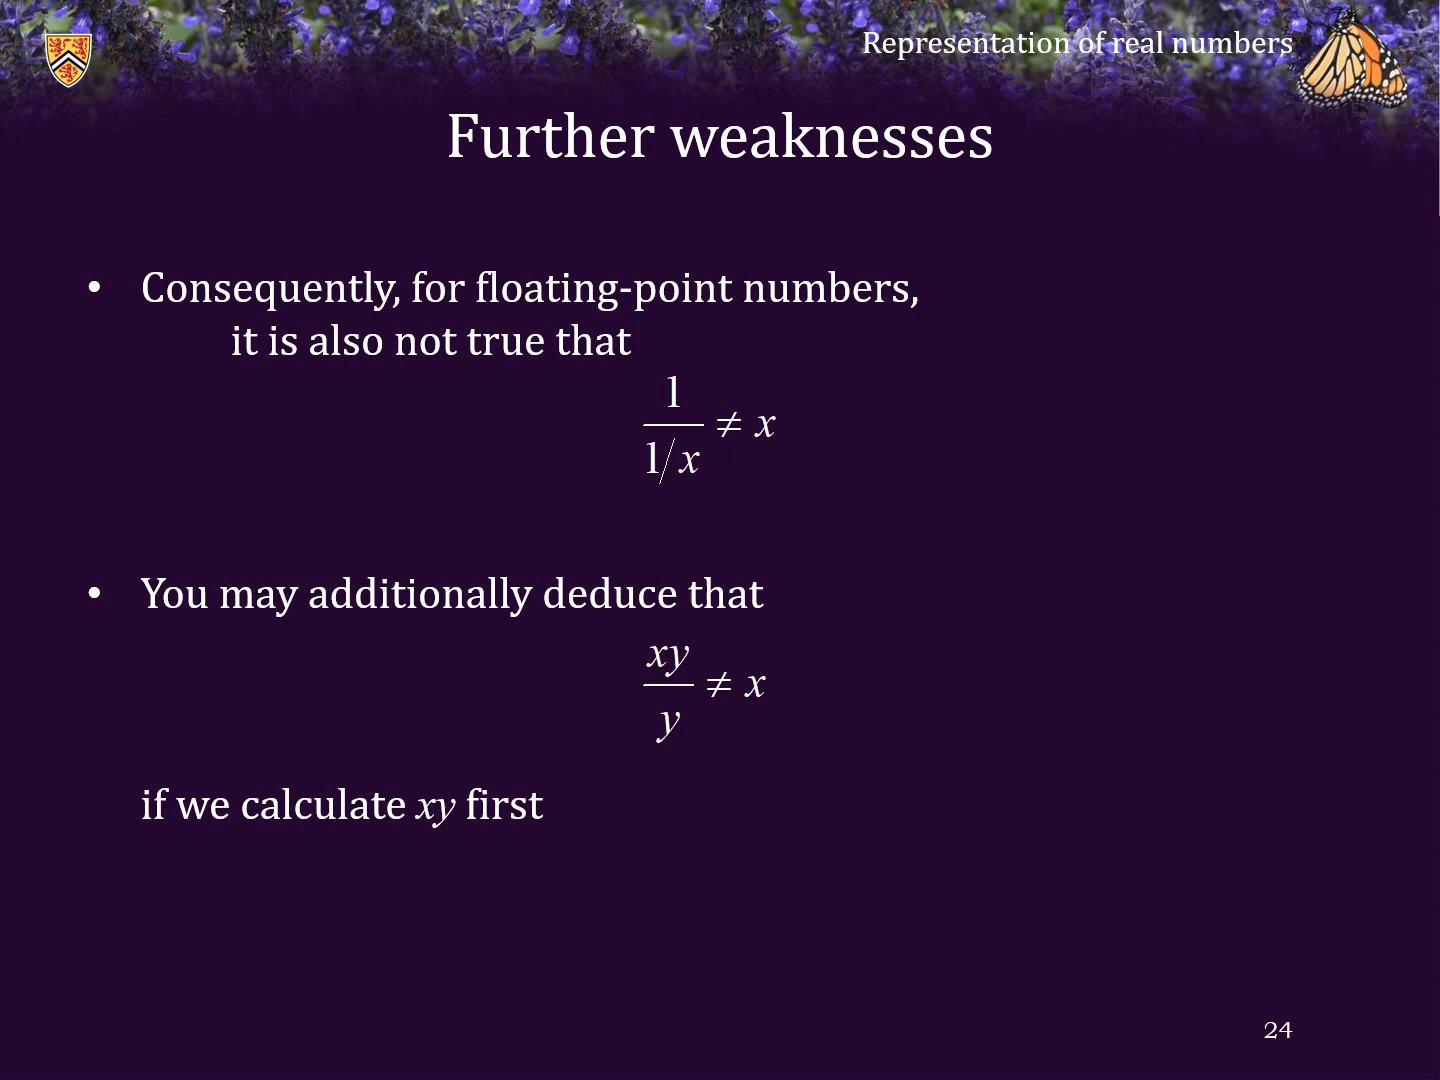 Representation of real numbers
Further weaknesses
• Consequently, for floating-point numbers,
it is also not true that
1
1/x ≠ x
• You may additionally deduce that
xy
y ≠ x
if we calculate xy first
24